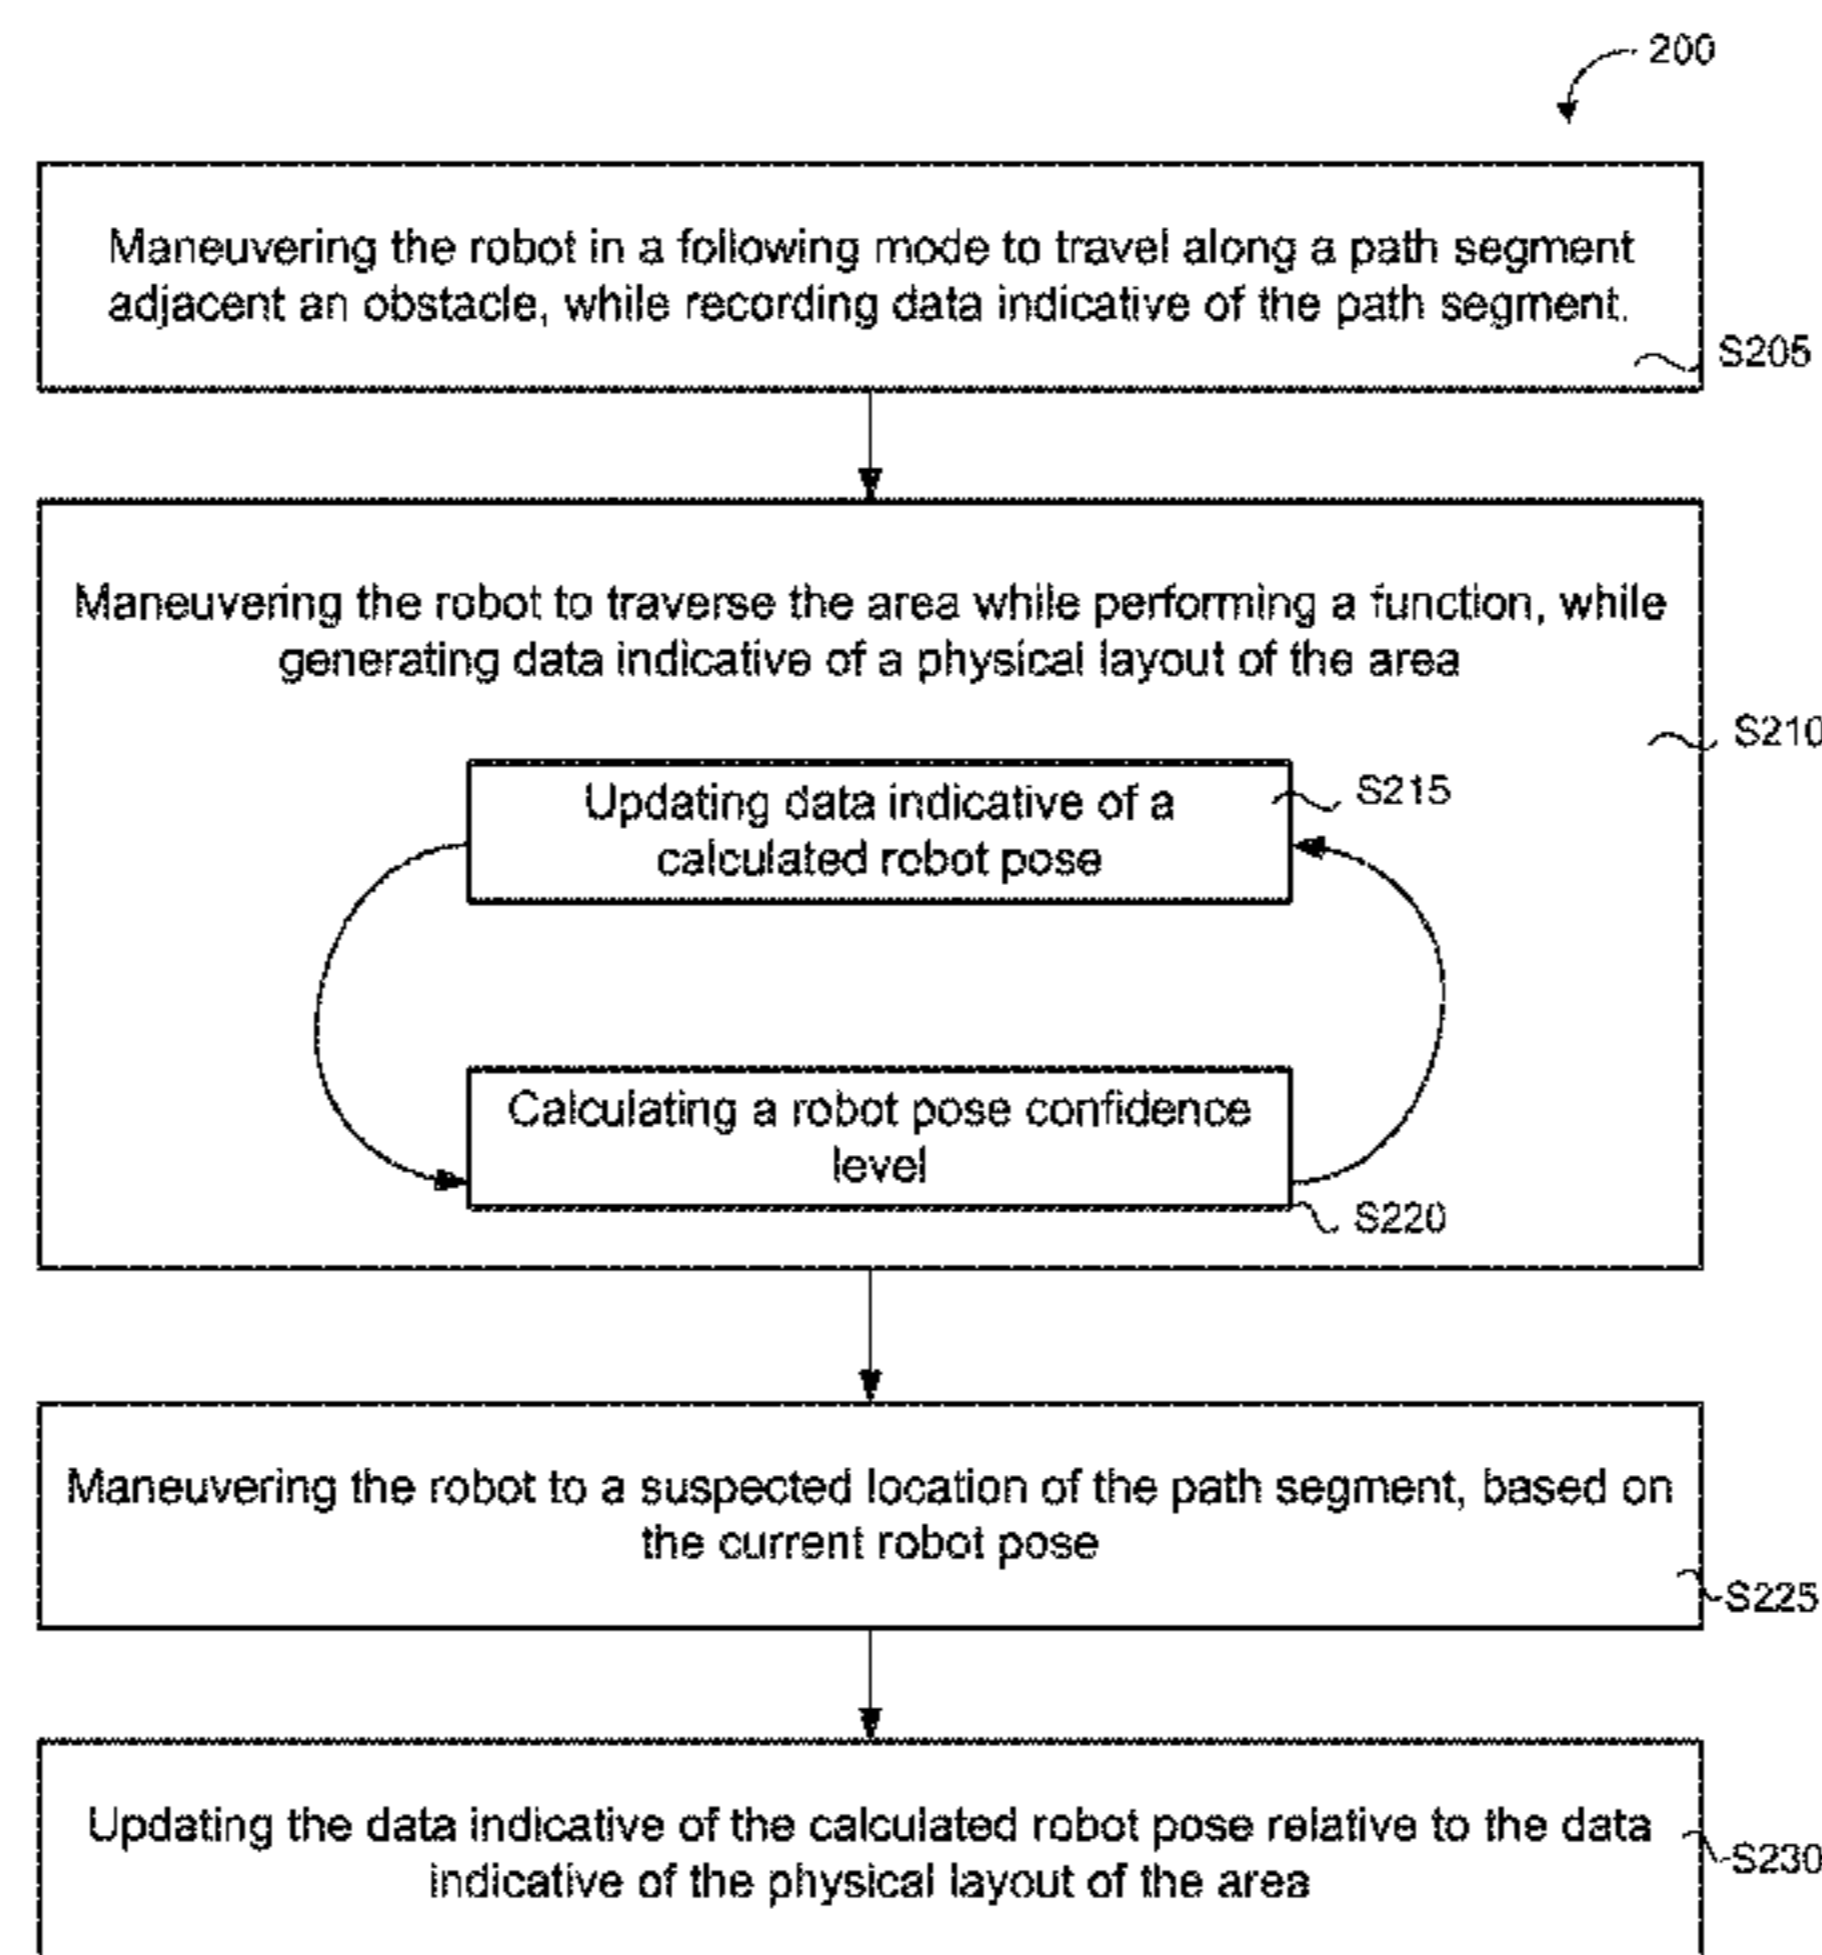 200
Maneuvering the robot in a following mode to travel along a path segment
adjacent an obstacle, while recording data indicative of the path segment.
S205
Maneuvering the robot to traverse the area while performing a function, while
generating data indicative of a physical layout of the area
S210
Updating data indicative of a
calculated robot pose
S215
Calculating a robot pose confidence
level
S220
Maneuvering the robot to a suspected location of the path segment, based on
the current robot pose
S225
Updating the data indicative of the calculated robot pose relative to the data
indicative of the physical layout of the area
S230